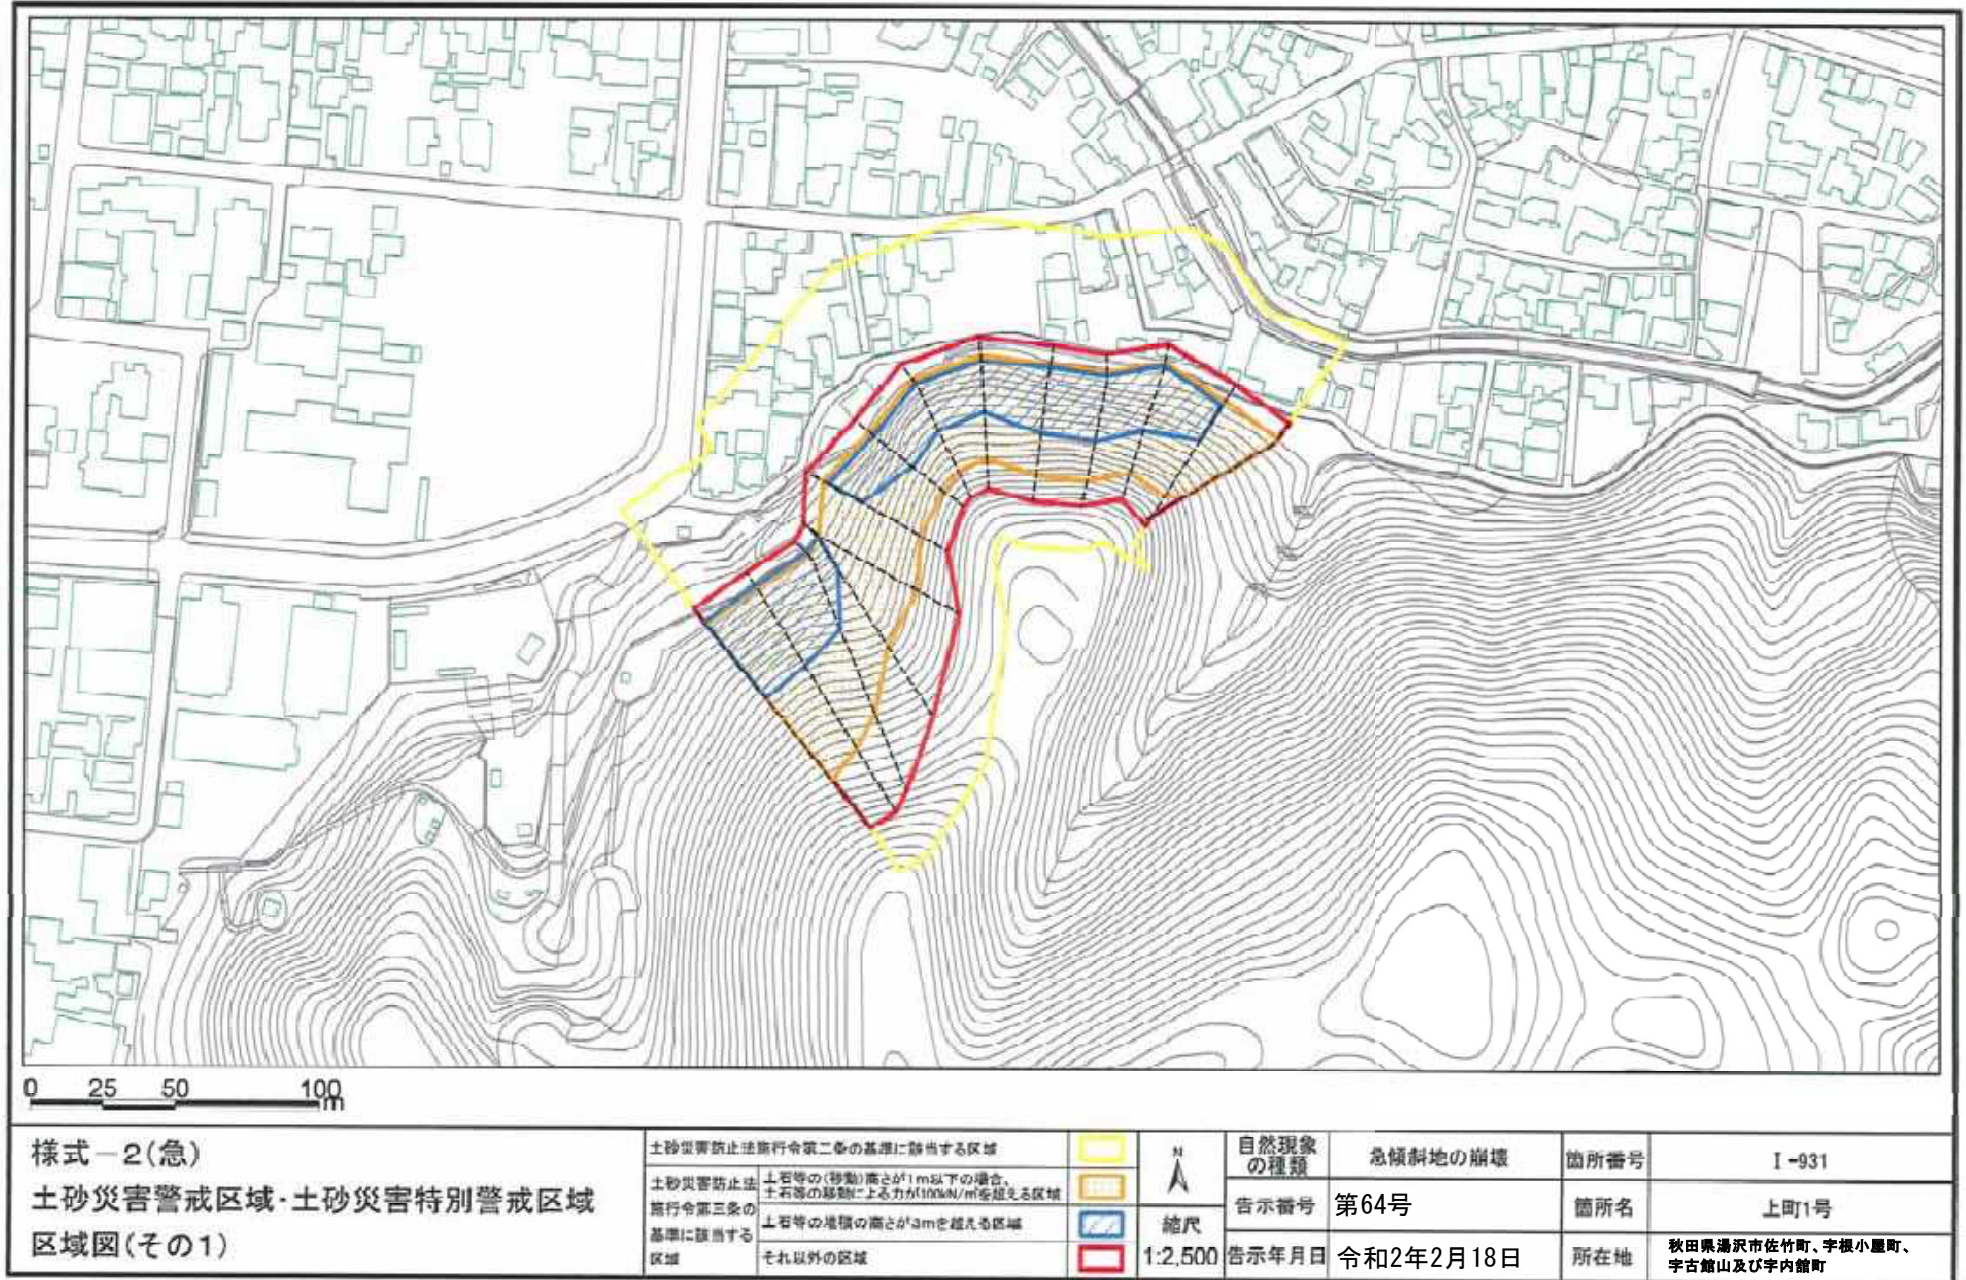 0 25 50 100
m
様式－2(急)
土砂災害警戒区域・土砂災害特別警戒区域
区域図(その1)
土砂災害防止法施行令第二条の基準に該当する区域
土砂災害防止法
施行令第三条の
基準に該当する
区域
土石等の(移動)高さが1m以下の場合、
土石等の移動による力が100kN/㎡を超える区域
土石等の堆積の高さが3mを超える区域
それ以外の区域
N
縮尺
1:2,500
自然現象
の種類
急傾斜地の崩壊
箇所番号
Ⅰ-931
告示番号
第64号
箇所名
上町1号
告示年月日
令和2年2月18日
所在地
秋田県湯沢市佐竹町、字根小屋町、
字古館山及び字内館町